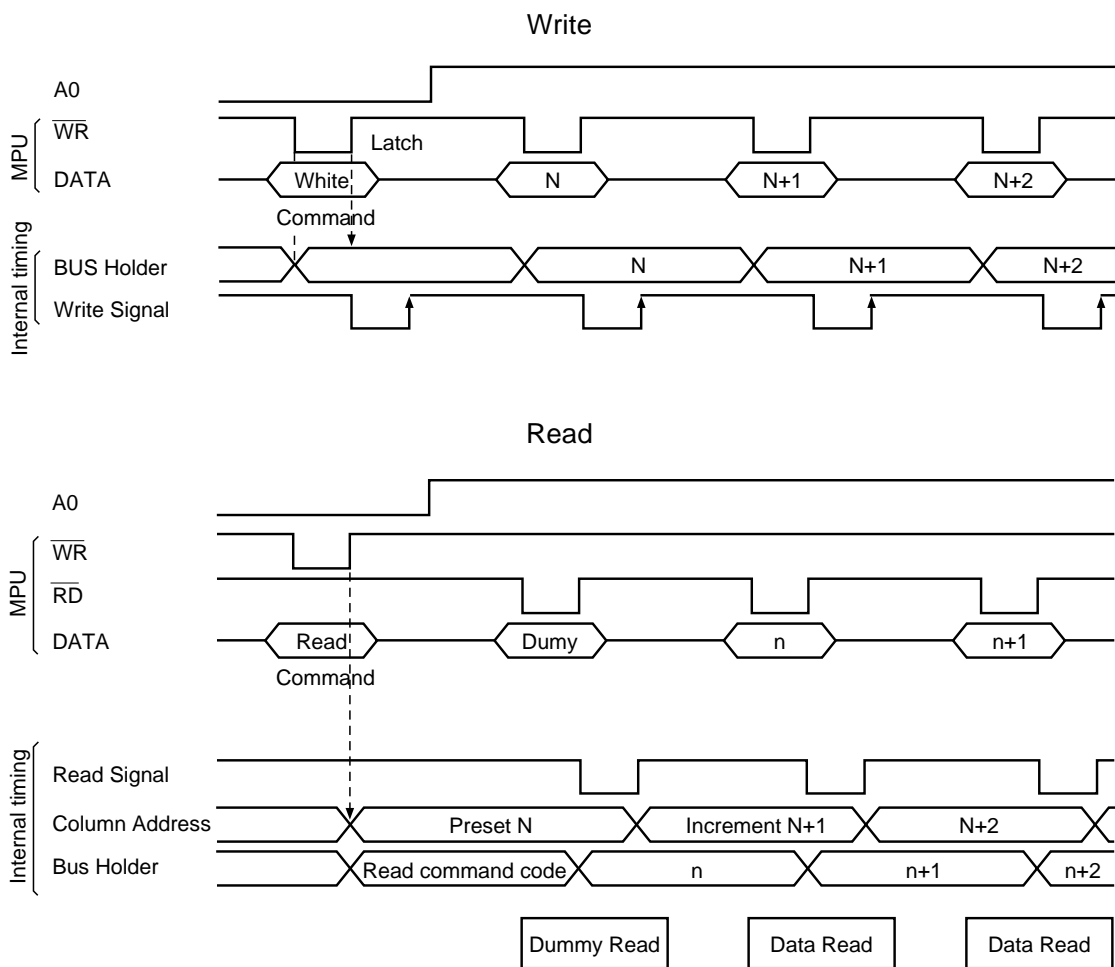 Write
A0
MPU
WR
Latch
DATA
White
N
N+1
N+2
Command
Internal timing
BUS Holder
N
N+1
N+2
Write Signal
Read
A0
MPU
WR
RD
DATA
Read
Dumy
n
n+1
Command
Internal timing
Read Signal
Column Address
Preset N
Increment N+1
N+2
Bus Holder
Read command code
n
n+1
n+2
Dummy Read
Data Read
Data Read